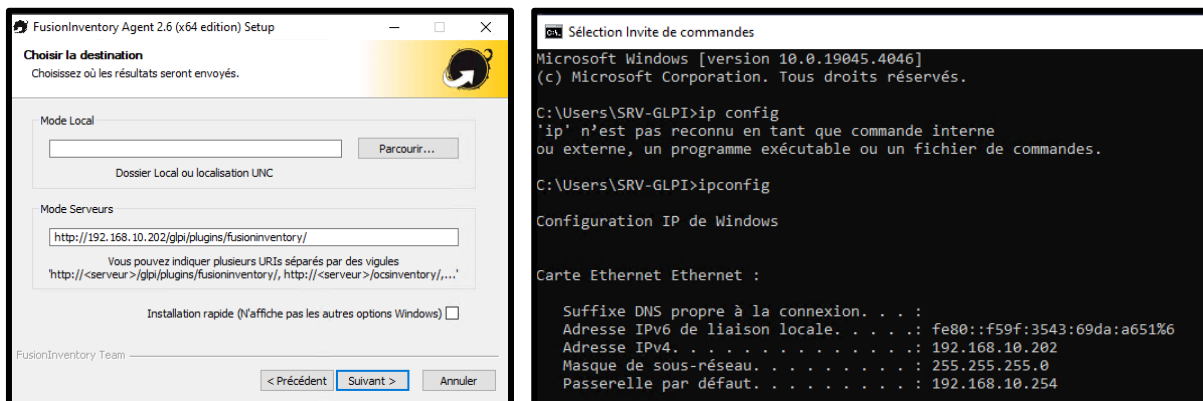 FusionInventory Agent 2.6 (x64 edition) Setup
Choisir la destination
Choisissez où les résultats seront envoyés.
Mode Local
Parcourir...
Dossier Local ou localisation UNC
Mode Serveurs
http://192.168.10.202/glpi/plugins/fusioninventory/
Vous pouvez indiquer plusieurs URIs séparés par des vigules
'http://<serveur>/glpi/plugins/fusioninventory/, http://<serveur>/ocsinventory/,...'
Installation rapide (N'affiche pas les autres options Windows)
FusionInventory Team
< Précédent
Suivant >
Annuler
Sélection Invite de commandes
Microsoft Windows [version 10.0.19045.4046]
(c) Microsoft Corporation. Tous droits réservés.
C:\Users\SRV-GLPI>ip config
'ip' n’est pas reconnu en tant que commande interne
ou externe, un programme exécutable ou un fichier de commandes.
C:\Users\SRV-GLPI>ipconfig
Configuration IP de Windows
Carte Ethernet Ethernet :
Suffixe DNS propre à la connexion. . . :
Adresse IPv6 de liaison locale. . . . .: fe80::f59f:3543:69da:a651%6
Adresse IPv4. . . . . . . . . . . . . .: 192.168.10.202
Masque de sous-réseau. . . . . . . . . : 255.255.255.0
Passerelle par défaut. . . . . . . . . : 192.168.10.254